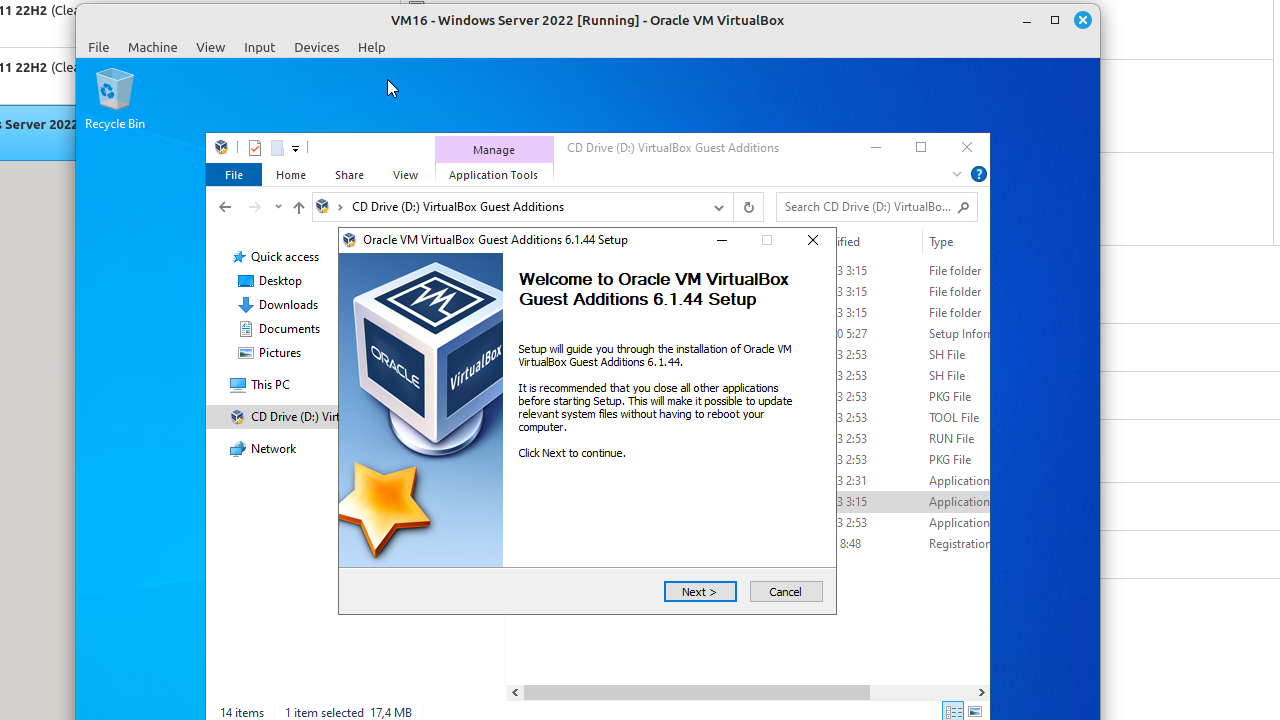 11 22H2 (Clea
VM16 - Windows Server 2022 [Running] - Oracle VM VirtualBox
File Machine View Input Devices Help
11 22H2 (Clea
s Server 2022
Recycle Bin
Manage
CD Drive (D:) VirtualBox Guest Additions
File Home Share View Application Tools
CD Drive (D:) VirtualBox Guest Additions
Search CD Drive (D:) VirtualBo...
Oracle VM VirtualBox Guest Additions 6.1.44 Setup
ified Type
Quick access
Desktop
Downloads
Documents
Pictures
This PC
CD Drive (D:) Virt
Network
ORACLE
VirtualBox
Welcome to Oracle VM VirtualBox
Guest Additions 6.1.44 Setup
Setup will guide you through the installation of Oracle VM
VirtualBox Guest Additions 6.1.44.
It is recommended that you close all other applications
before starting Setup. This will make it possible to update
relevant system files without having to reboot your
computer.
Click Next to continue.
Next >
Cancel
3 3:15 File folder
3 3:15 File folder
3 3:15 File folder
0 5:27 Setup Inforr
3 2:53 SH File
3 2:53 SH File
3 2:53 PKG File
3 2:53 TOOL File
3 2:53 RUN File
3 2:53 PKG File
3 2:31 Application
3 3:15 Application
3 2:53 Application
8:48 Registration
14 items 1 item selected 17,4 MB